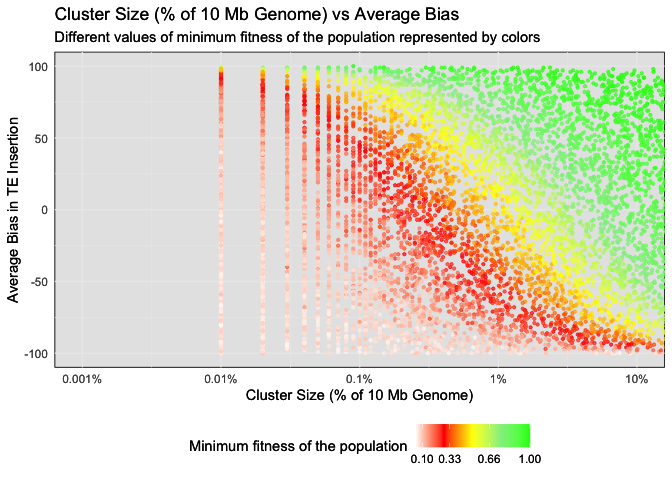 Cluster Size (% of 10 Mb Genome) vs Average Bias
Different values of minimum fitness of the population represented by colors
Average Bias in TE Insertion
100
50
0
-50
-100
0.001% 0.01% 0.1% 1% 10%
Cluster Size (% of 10 Mb Genome)
Minimum fitness of the population
0.10 0.33 0.66 1.00